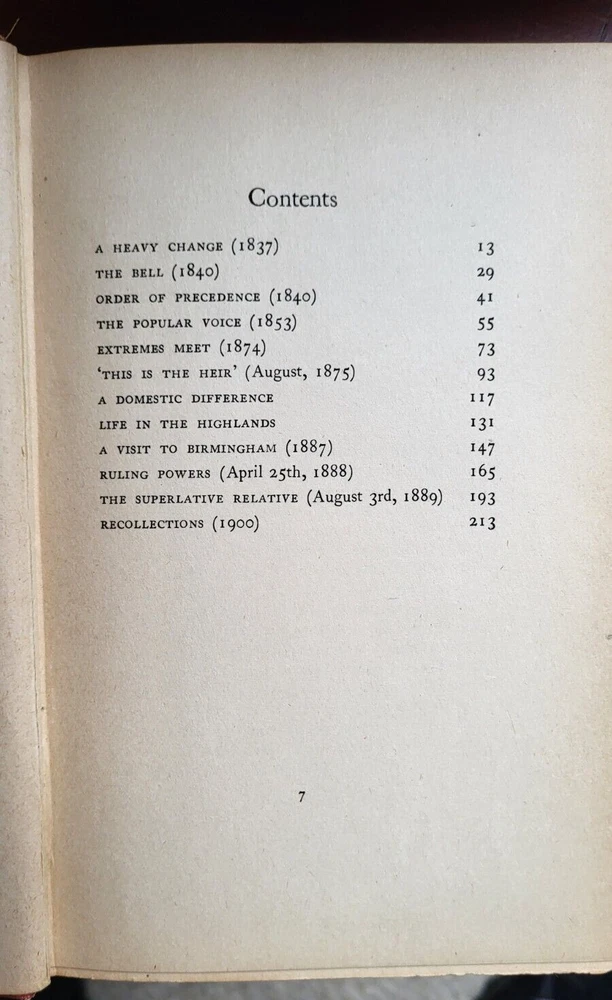 Contents
A HEAVY CHANGE (1837) 13
THE BELL (1840) 29
ORDER OF PRECEDENCE (1840) 41
THE POPULAR VOICE (1853) 55
EXTREMES MEET (1874) 73
‘THIS IS THE HEIR’ (August, 1875) 93
A DOMESTIC DIFFERENCE 117
LIFE IN THE HIGHLANDS 131
A VISIT TO BIRMINGHAM (1887) 147
RULING POWERS (April 25th, 1888) 165
THE SUPERLATIVE RELATIVE (August 3rd, 1889) 193
RECOLLECTIONS (1900) 213
7